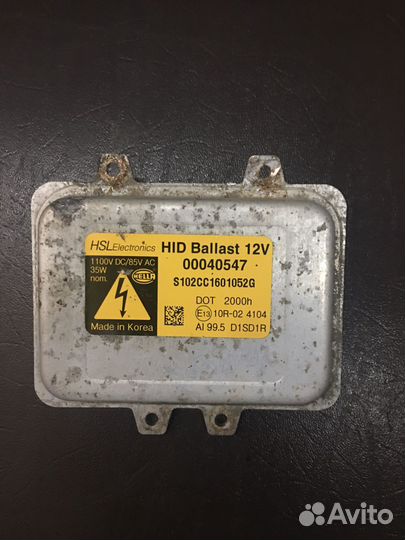 HSLElectronics HID Ballast 12V
1100V DC/85V AC
35W
nom.
HELLA
00040547
S102CC1601052G
DOT 2000h
E13 10R-02 4104
Made in Korea
AI 99.5 D1SD1R
Avito